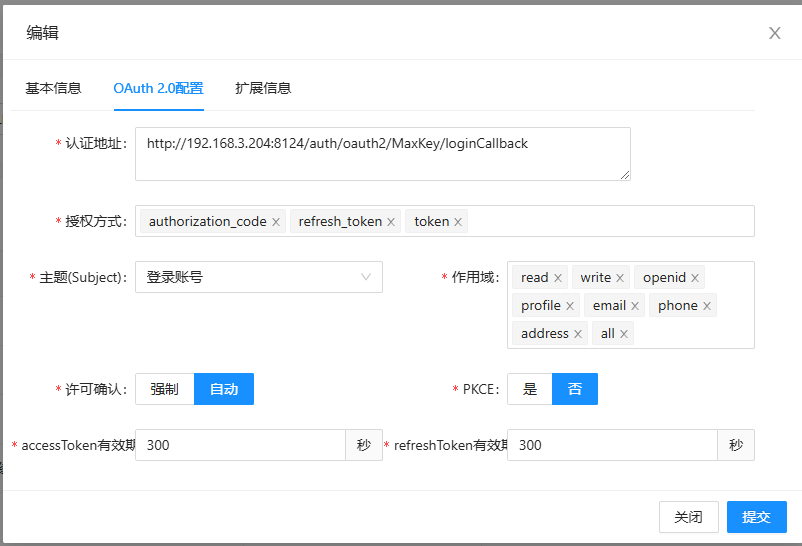 编辑
基本信息 OAuth 2.0配置 扩展信息
* 认证地址: http://192.168.3.204:8124/auth/oauth2/MaxKey/loginCallback
* 授权方式: authorization_code × refresh_token × token ×
* 主题(Subject): 登录账号 * 作用域: read × write × openid ×
profile × email × phone ×
address × all ×
* 许可确认: 强制 自动 * PKCE: 是 否
* accessToken有效期 300 秒 * refreshToken有效期 300 秒
关闭 提交